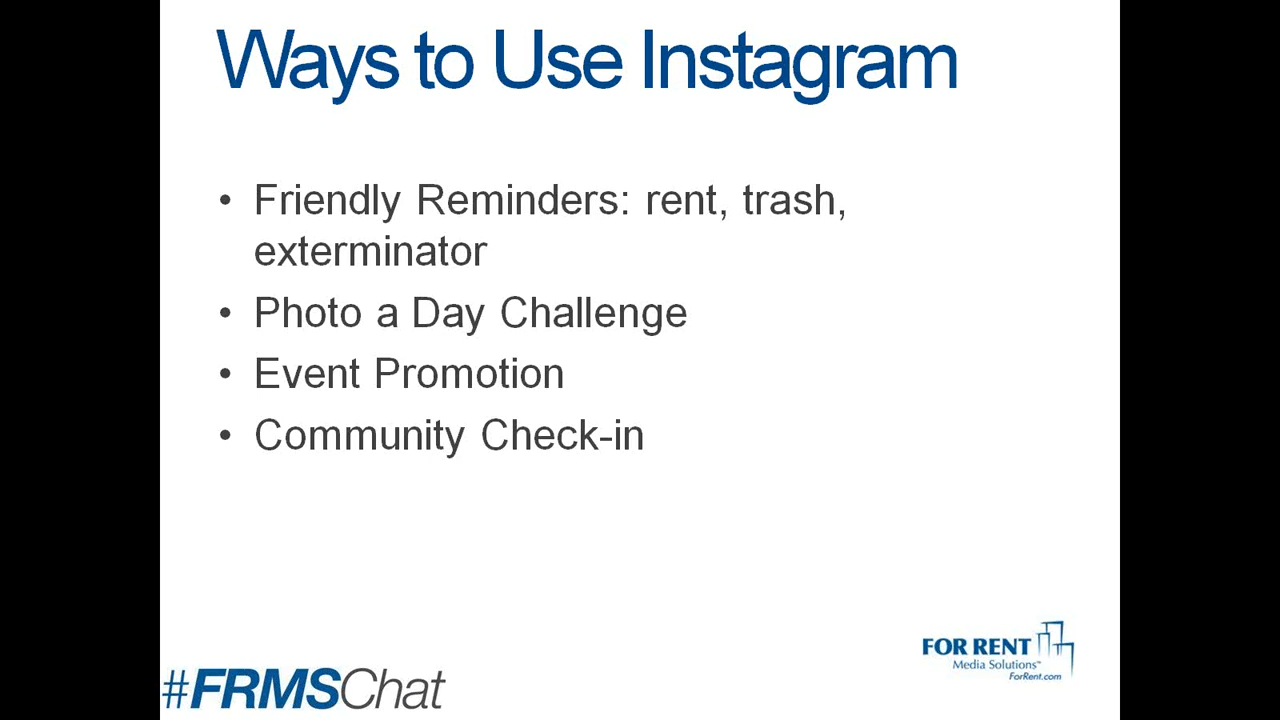 Ways to Use Instagram
• Friendly Reminders: rent, trash,
exterminator
• Photo a Day Challenge
• Event Promotion
• Community Check-in
FOR RENT
Media Solutions™
ForRent.com
#FRMSChat